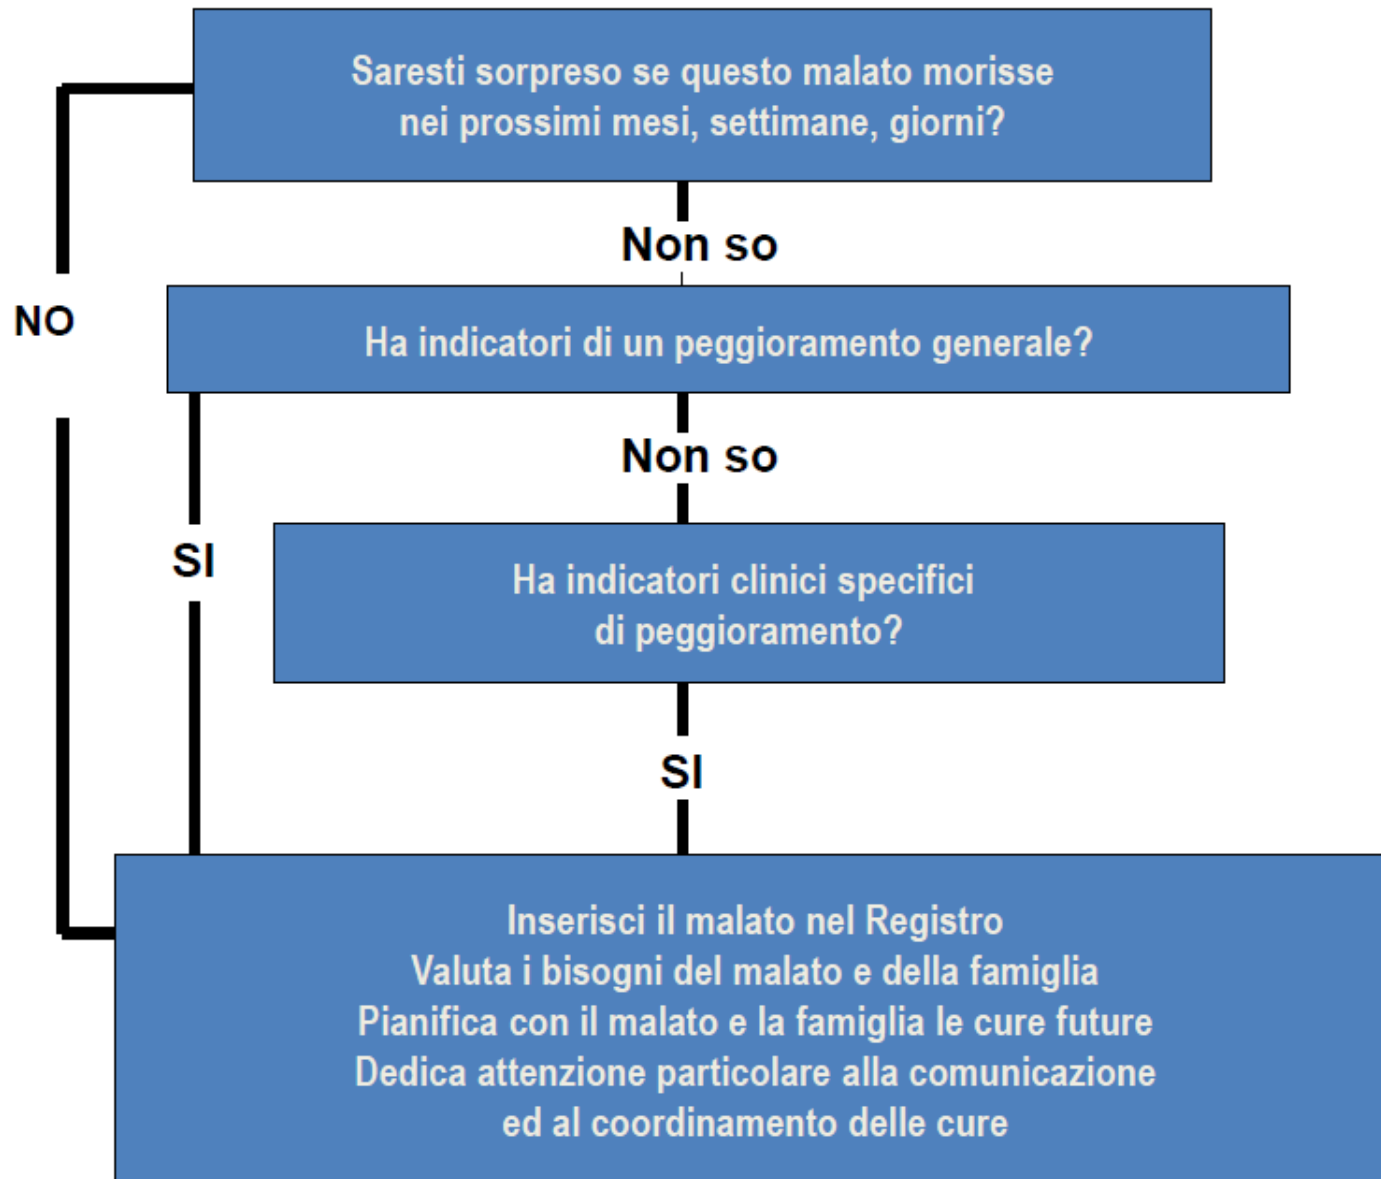 Saresti sorpreso se questo malato morisse
nei prossimi mesi, settimane, giorni?
Non so
NO
Ha indicatori di un peggioramento generale?
Non so
SI
Ha indicatori clinici specifici
di peggioramento?
SI
Inserisci il malato nel Registro
Valuta i bisogni del malato e della famiglia
Pianifica con il malato e la famiglia le cure future
Dedica attenzione particolare alla comunicazione
ed al coordinamento delle cure